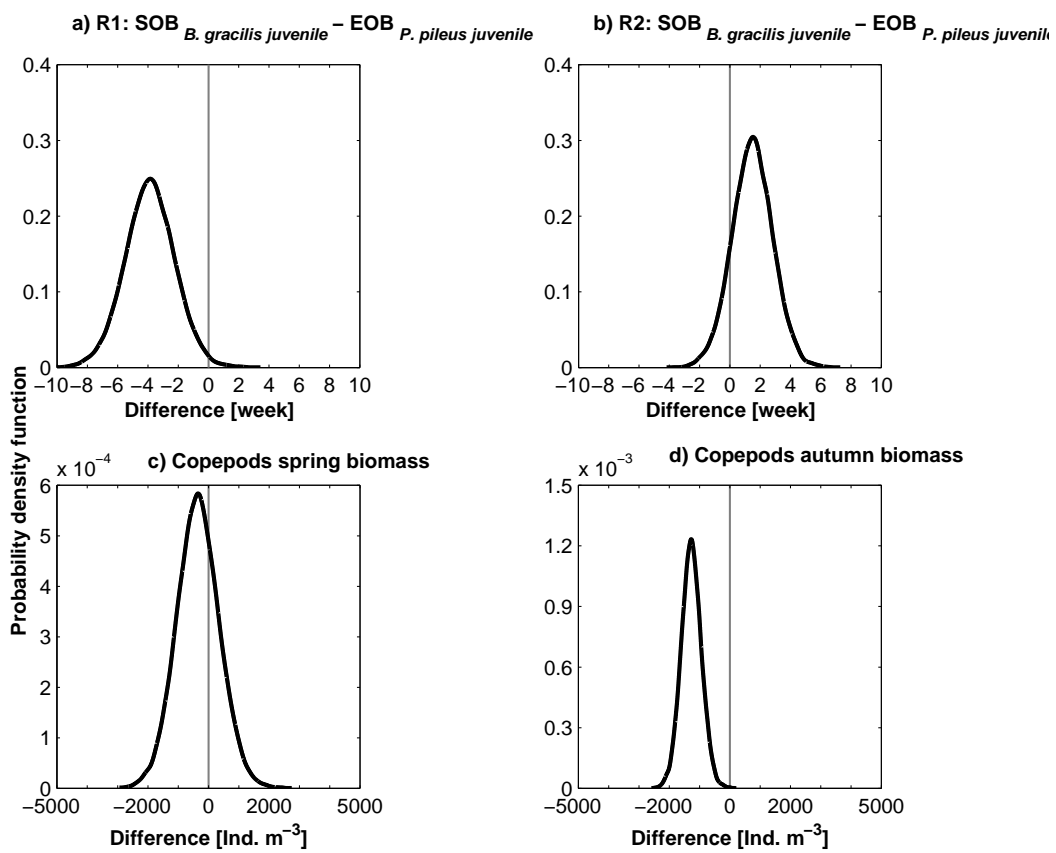 a) R1: SOB B. gracilis juvenile − EOB P. pileus juvenile
0.4
0.3
0.2
0.1
0
−10 −8 −6 −4 −2 0 2 4 6 8 10
Difference [week]
b) R2: SOB B. gracilis juvenile − EOB P. pileus juvenile
0.4
0.3
0.2
0.1
0
−10 −8 −6 −4 −2 0 2 4 6 8 10
Difference [week]
Probability density function
c) Copepods spring biomass
x 10−4
6
5
4
3
2
1
0
−5000 −2000 0 2000 5000
Difference [Ind. m−3]
d) Copepods autumn biomass
x 10−3
1.5
1.2
0.9
0.6
0.3
0
−5000 −2000 0 2000 5000
Difference [Ind. m−3]